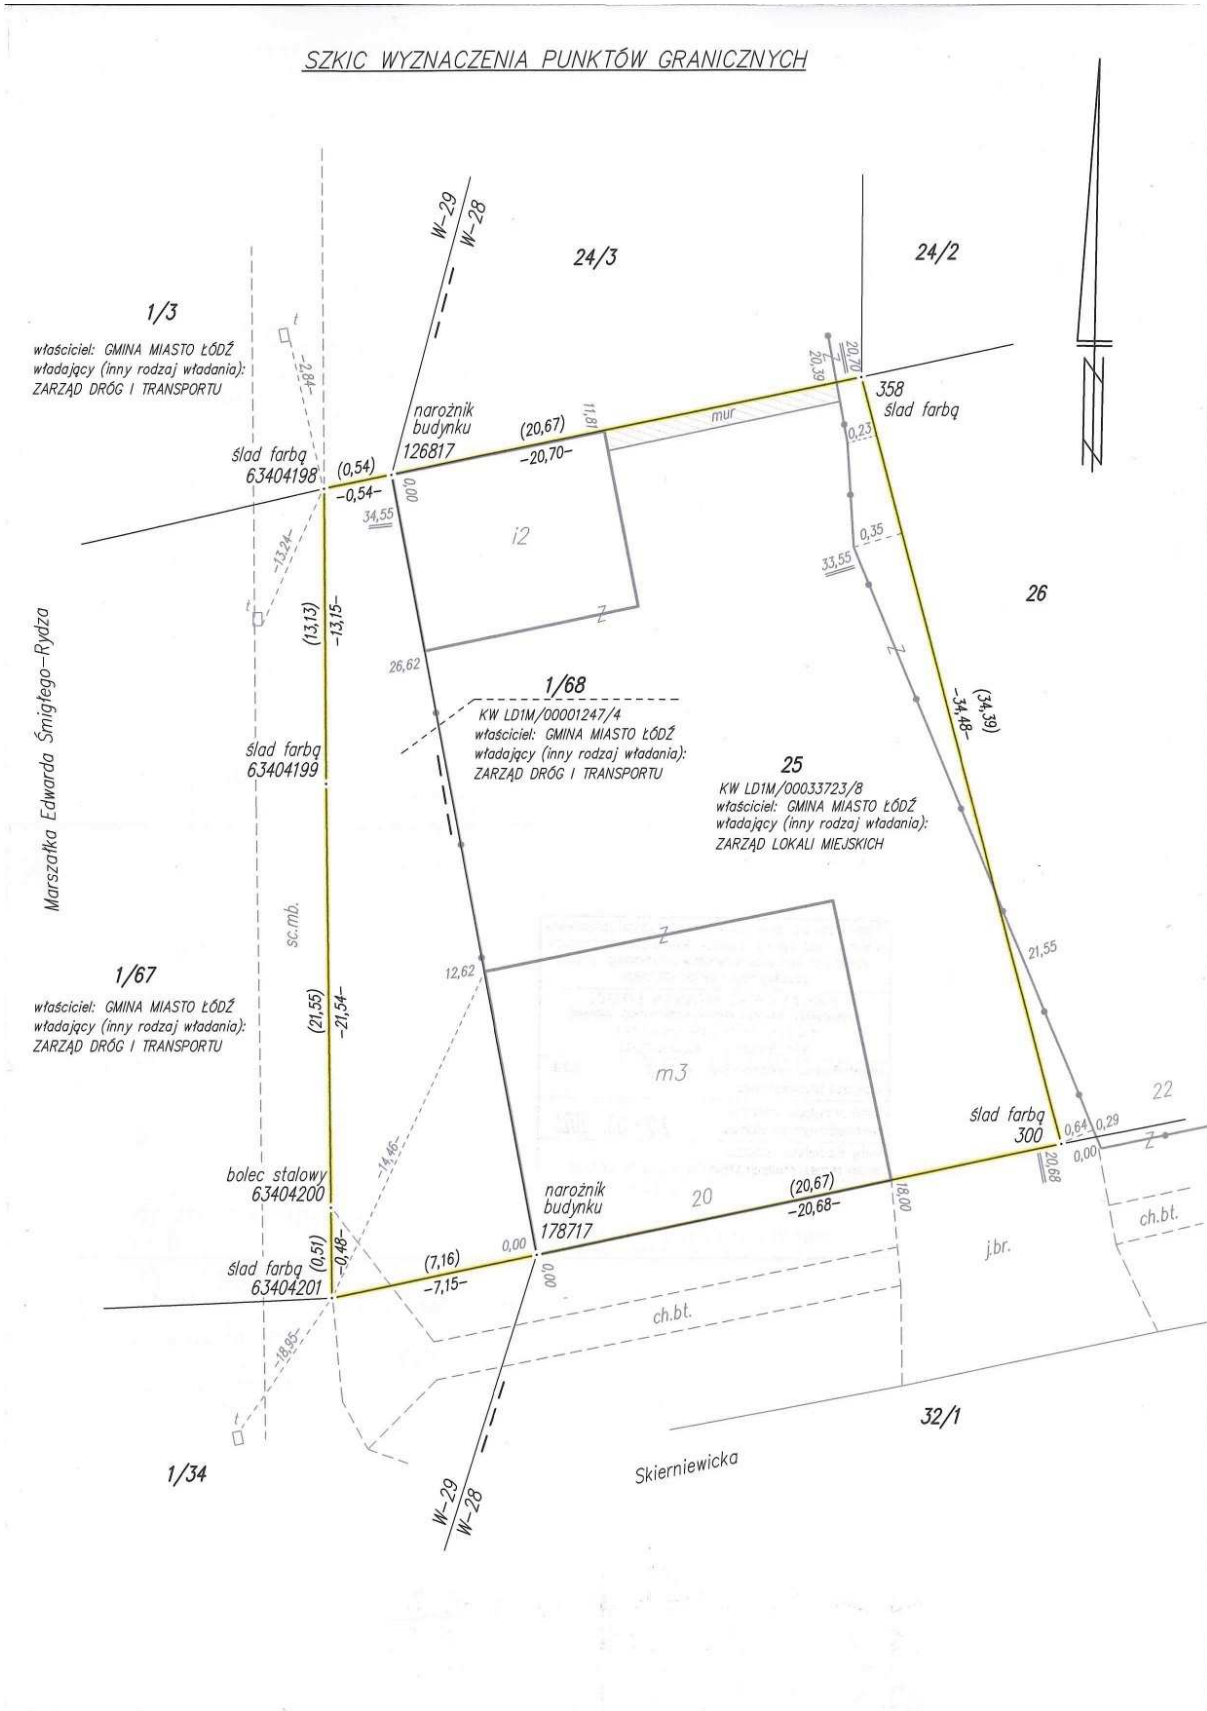 SZKIC WYZNACZENIA PUNKTÓW GRANICZNYCH
W-29
W-28
24/3
24/2
1/3
właściciel: GMINA MIASTO ŁÓDŹ
władający (inny rodzaj władania):
ZARZĄD DRÓG I TRANSPORTU
t
-2,84-
narożnik
budynku
126817
(20,67)
-20,70-
11,81
mur
20,39
Z
20,70
358
ślad farbą
0,23
ślad farbą
63404198
(0,54)
-0,54-
0,00
34,55
i2
0,35
33,55
-13,24-
t
(13,13)
-13,15-
Z
26
26,62
Z
1/68
KW LD1M/00001247/4
właściciel: GMINA MIASTO ŁÓDŹ
władający (inny rodzaj władania):
ZARZĄD DRÓG I TRANSPORTU
(34,39)
-34,48-
Marszałka Edwarda Śmigłego-Rydza
ślad farbą
63404199
25
KW LD1M/00033723/8
właściciel: GMINA MIASTO ŁÓDŹ
władający (inny rodzaj władania):
ZARZĄD LOKALI MIEJSKICH
sc.mb.
Z
12,62
21,55
1/67
właściciel: GMINA MIASTO ŁÓDŹ
władający (inny rodzaj władania):
ZARZĄD DRÓG I TRANSPORTU
(21,55)
-21,54-
m3
22
ślad farbą
300
0,64
0,29
0,00
Z
20,68
-14,46-
bolec stalowy
63404200
narożnik
budynku
178717
20
(20,67)
-20,68-
18,00
ch.bt.
j.br.
(0,51)
-0,48-
ślad farbą
63404201
(7,16)
-7,15-
0,00
0,00
ch.bt.
-18,95-
t
32/1
1/34
Skierniewicka
W-29
W-28